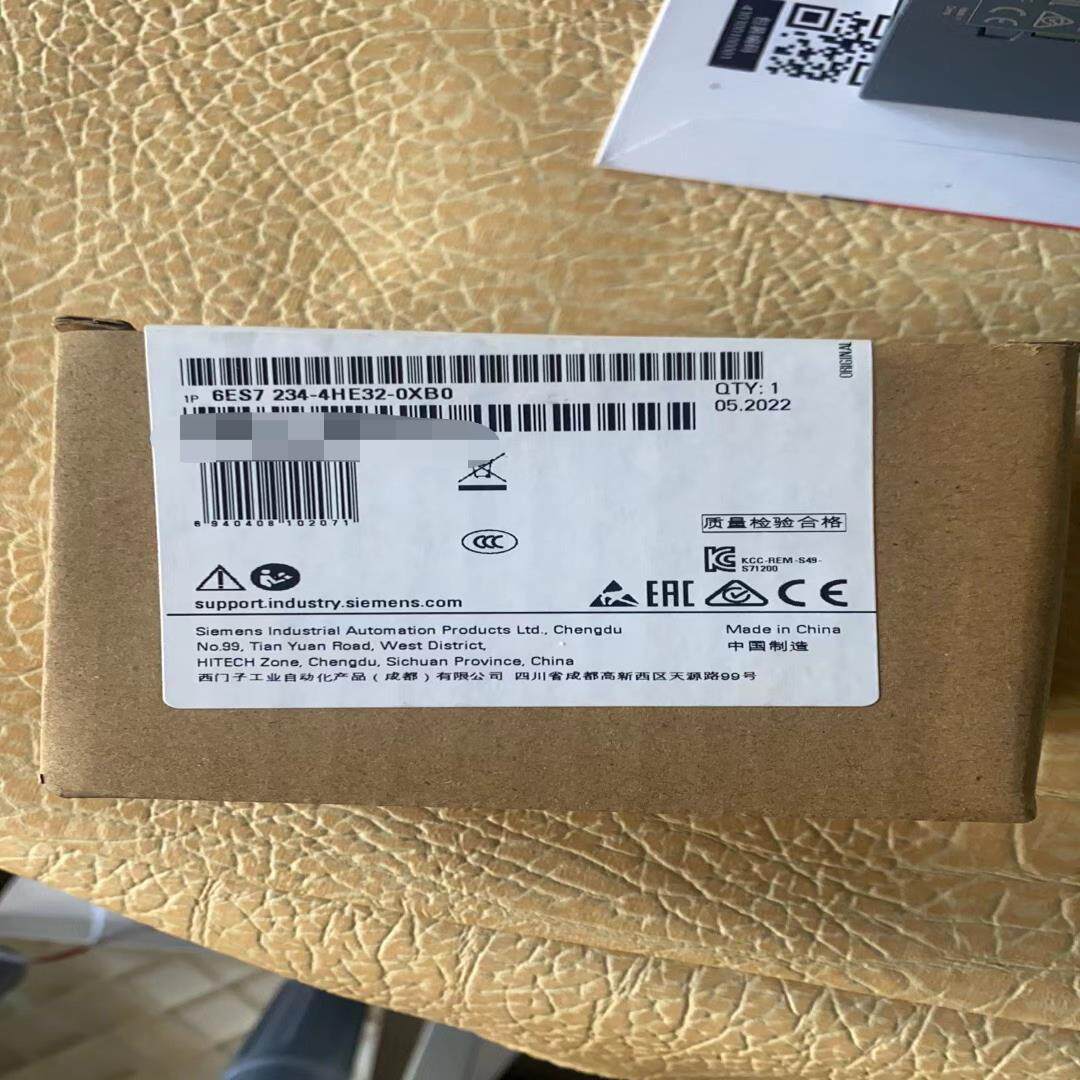 ORIGINAL
1P 6ES7 234-4HE32-0XB0
QTY: 1
05.2022
6 940408 102071
质量检验合格
KCC-REM-S49-
S71200
support.industry.siemens.com
EAC
CE
Siemens Industrial Automation Products Ltd., Chengdu
No.99, Tian Yuan Road, West District,
HITECH Zone, Chengdu, Sichuan Province, China
西门子工业自动化产品(成都)有限公司 四川省成都高新西区天源路99号
Made in China
中国制造